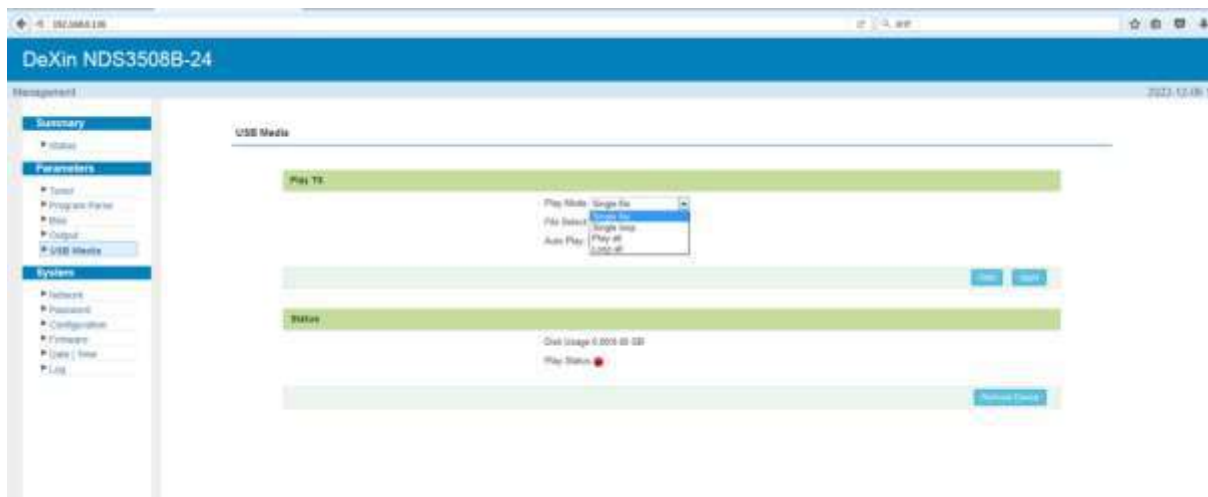 DeXin NDS3508B-24
Management
Summary
Status
USB Media
Parameters
Play TS
Tuner
Program Parse
Play Mode Single file
Single file
File Select
Single loop
Output
Auto Play
Play all
USB Media
Loop all
System
Network
Password
Status
Configuration
Firmware
Disk Usage
Date | Time
Play Status
Log